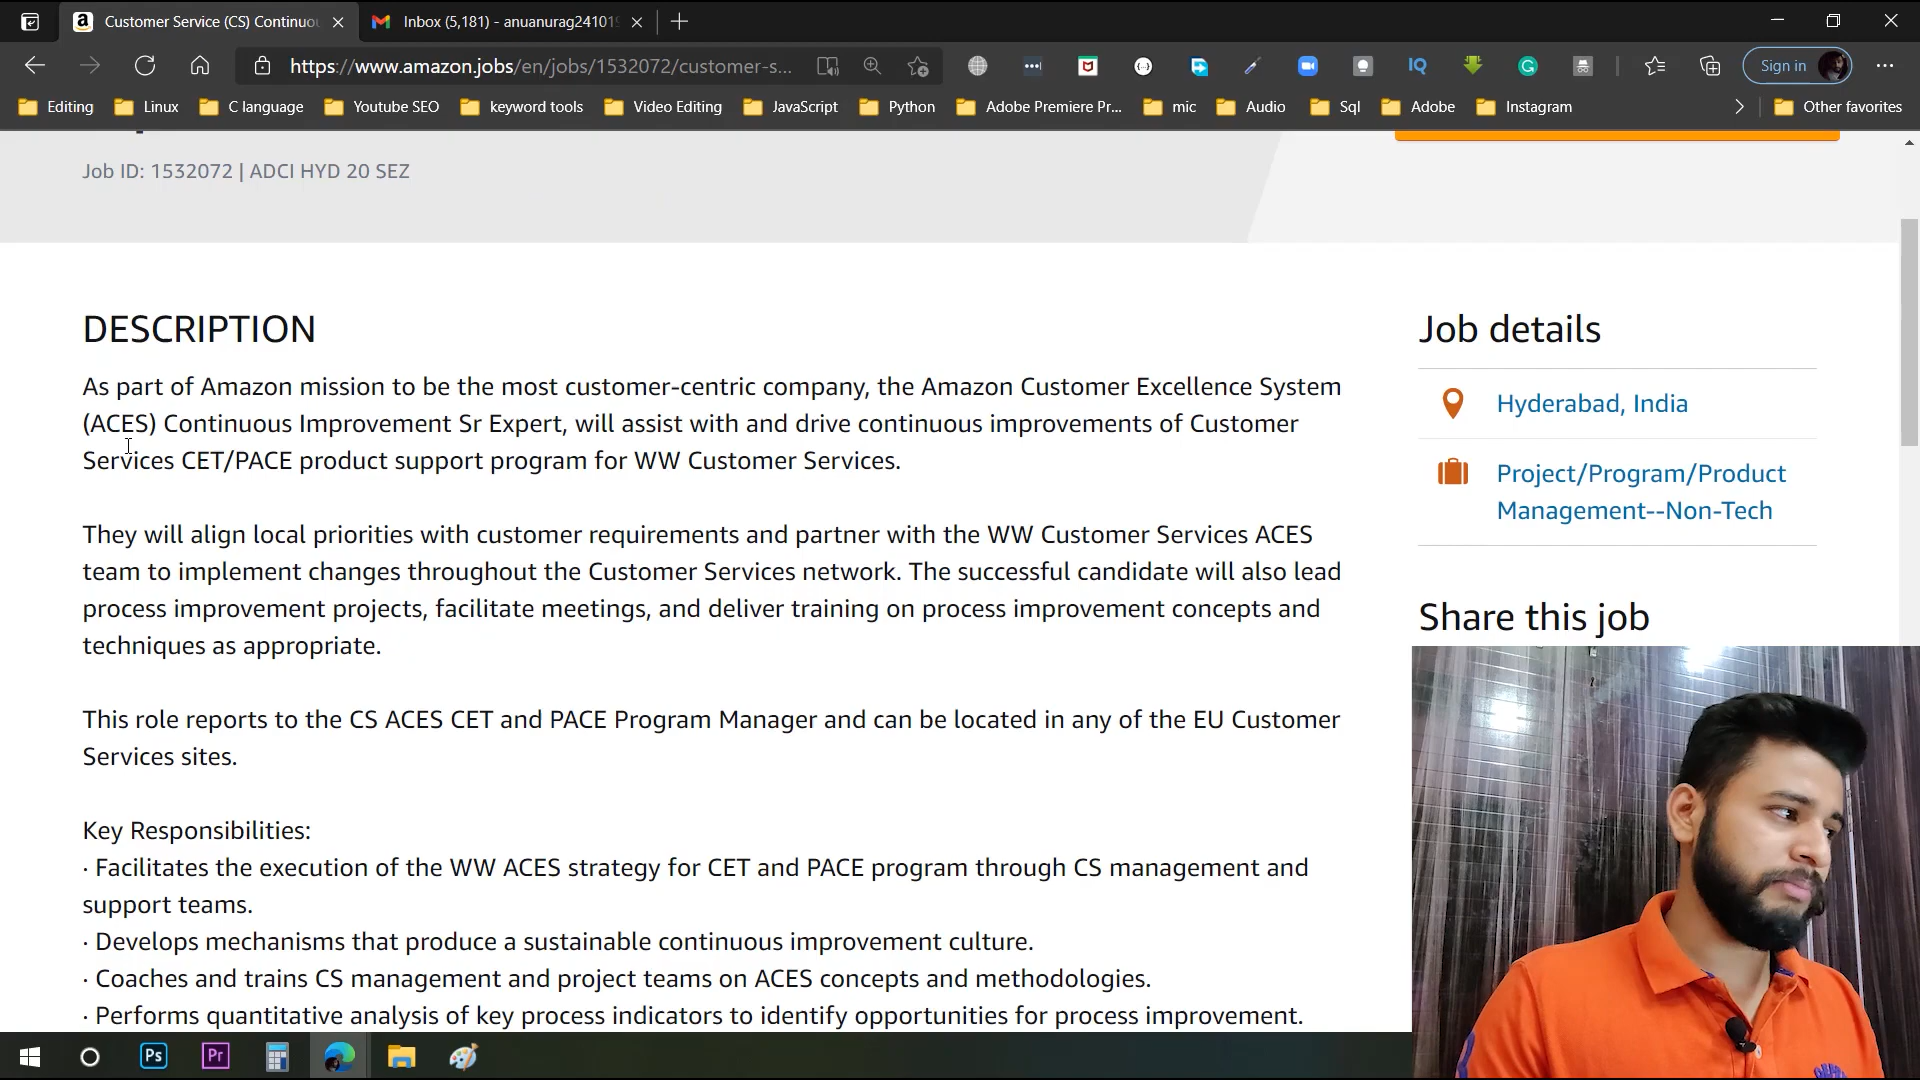 Customer Service (CS) Continuo
Inbox (5,181) - anuanurag24101
https://www.amazon.jobs/en/jobs/1532072/customer-s...
IQ
Sign in
Editing
Linux
C language
Youtube SEO
keyword tools
Video Editing
JavaScript
Python
Adobe Premiere Pr...
mic
Audio
Sql
Adobe
Instagram
Other favorites
Job ID: 1532072 | ADCI HYD 20 SEZ
DESCRIPTION
As part of Amazon mission to be the most customer-centric company, the Amazon Customer Excellence System
(ACES) Continuous Improvement Sr Expert, will assist with and drive continuous improvements of Customer
Services CET/PACE product support program for WW Customer Services.
They will align local priorities with customer requirements and partner with the WW Customer Services ACES
team to implement changes throughout the Customer Services network. The successful candidate will also lead
process improvement projects, facilitate meetings, and deliver training on process improvement concepts and
techniques as appropriate.
This role reports to the CS ACES CET and PACE Program Manager and can be located in any of the EU Customer
Services sites.
Key Responsibilities:
· Facilitates the execution of the WW ACES strategy for CET and PACE program through CS management and
support teams.
· Develops mechanisms that produce a sustainable continuous improvement culture.
· Coaches and trains CS management and project teams on ACES concepts and methodologies.
· Performs quantitative analysis of key process indicators to identify opportunities for process improvement.
Job details
Hyderabad, India
Project/Program/Product
Management--Non-Tech
Share this job
Ps
Pr